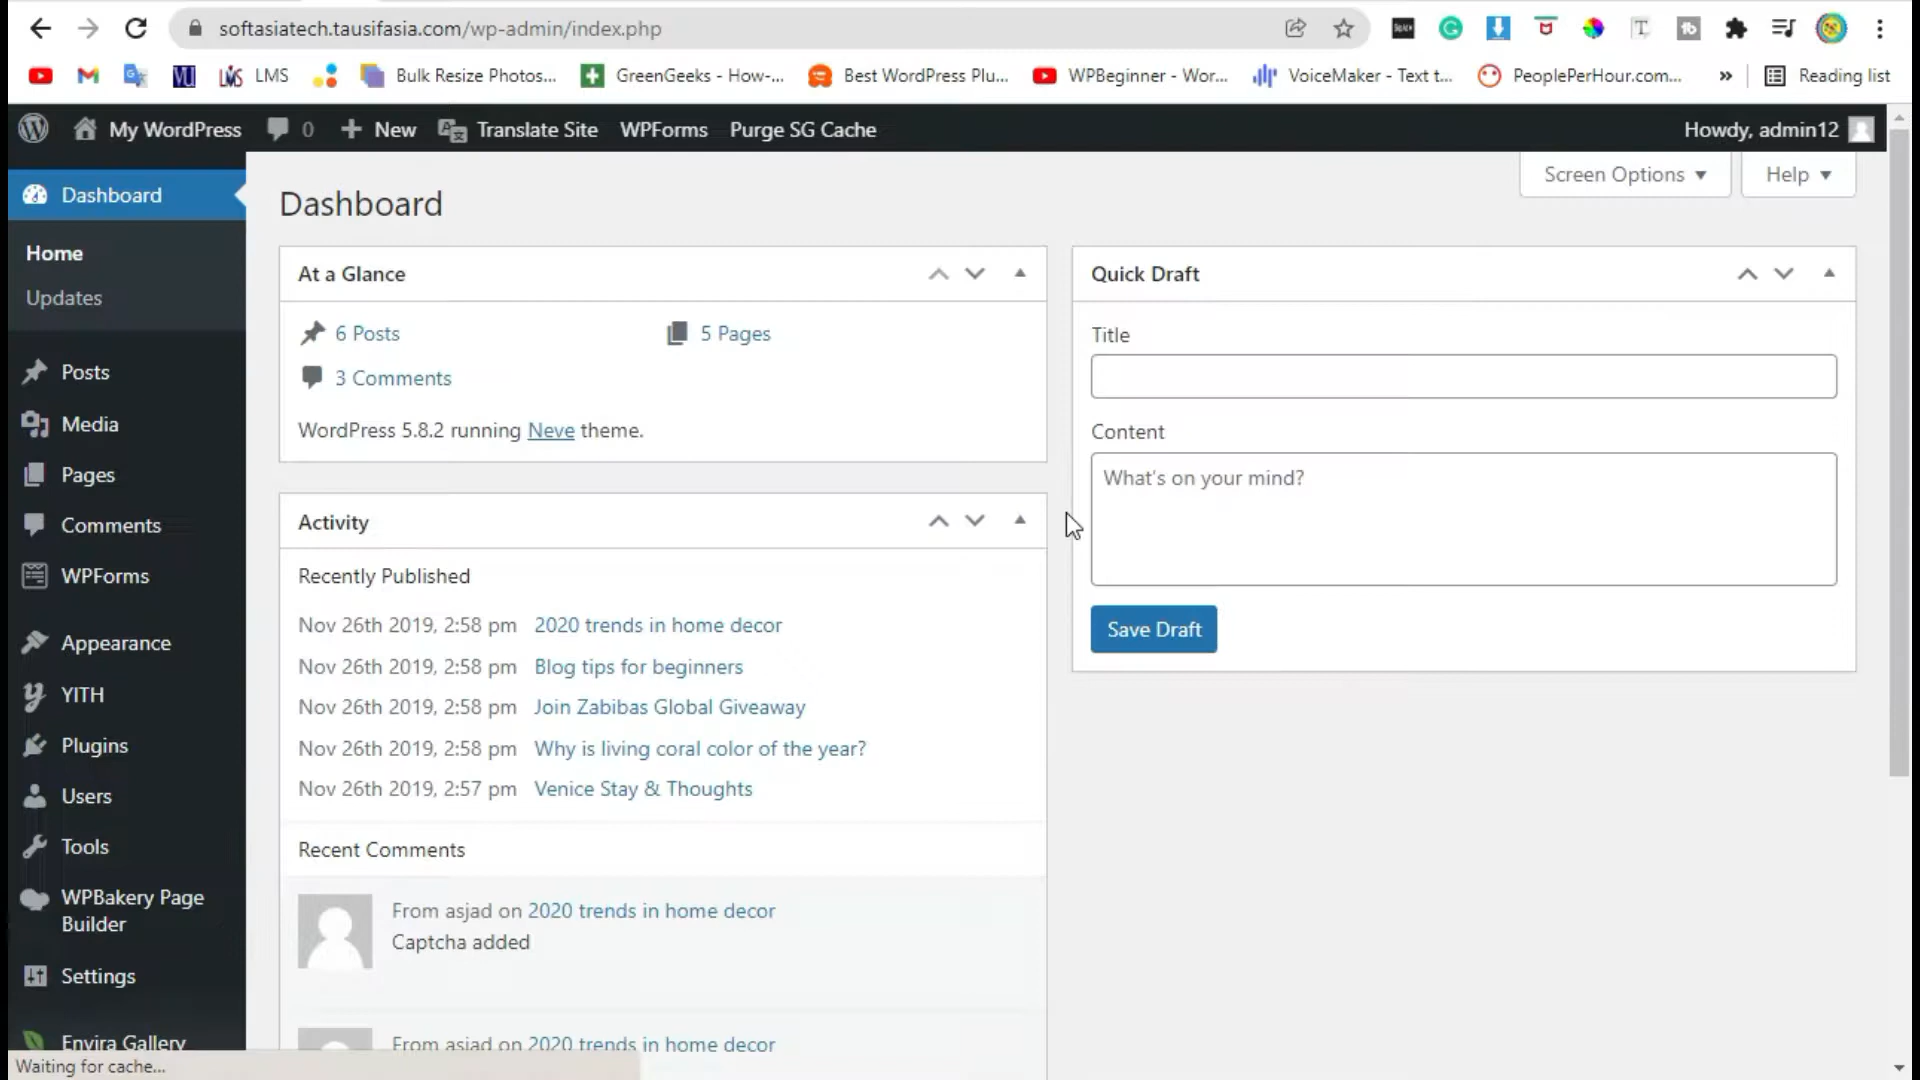 softasiatech.tausifasia.com/wp-admin/index.php
LMS
Bulk Resize Photos...
GreenGeeks - How-...
Best WordPress Plu...
WPBeginner - Wor...
VoiceMaker - Text t...
PeoplePerHour.com...
»
Reading list
My WordPress
0
New
Translate Site
WPForms
Purge SG Cache
Howdy, admin12
Screen Options
Help
Dashboard
Home
Updates
Posts
Media
Pages
Comments
WPForms
Appearance
YITH
Plugins
Users
Tools
WPBakery Page
Builder
Settings
Envira Gallery
Dashboard
At a Glance
6 Posts
5 Pages
3 Comments
WordPress 5.8.2 running Neve theme.
Activity
Recently Published
Nov 26th 2019, 2:58 pm 2020 trends in home decor
Nov 26th 2019, 2:58 pm Blog tips for beginners
Nov 26th 2019, 2:58 pm Join Zabibas Global Giveaway
Nov 26th 2019, 2:58 pm Why is living coral color of the year?
Nov 26th 2019, 2:57 pm Venice Stay & Thoughts
Recent Comments
From asjad on 2020 trends in home decor
Captcha added
From asjad on 2020 trends in home decor
Quick Draft
Title
Content
What's on your mind?
Save Draft
Waiting for cache...